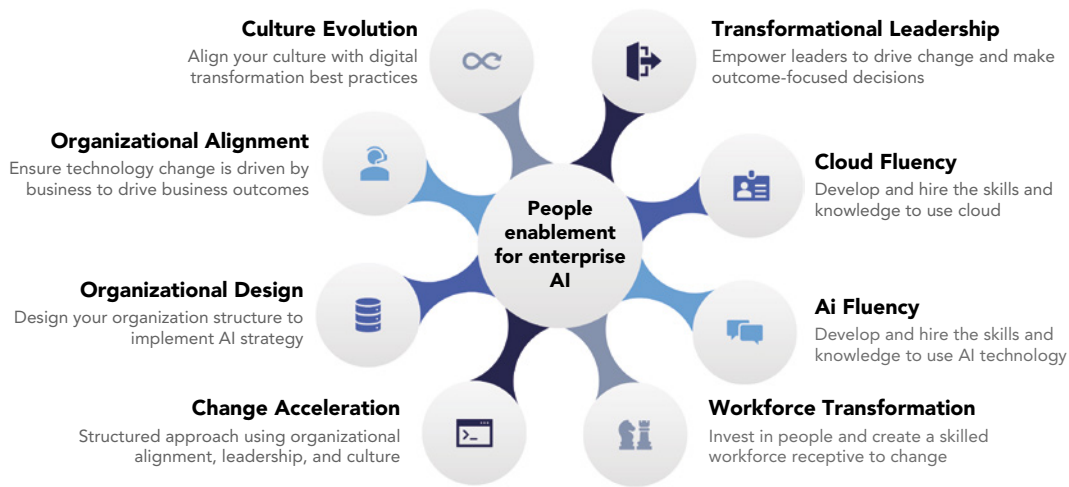 Culture Evolution
Align your culture with digital
transformation best practices
Transformational Leadership
Empower leaders to drive change and make
outcome-focused decisions
Organizational Alignment
Ensure technology change is driven by
business to drive business outcomes
Cloud Fluency
Develop and hire the skills and
knowledge to use cloud
People
enablement
for enterprise
AI
Organizational Design
Design your organization structure to
implement AI strategy
Ai Fluency
Develop and hire the skills and
knowledge to use AI technology
Change Acceleration
Structured approach using organizational
alignment, leadership, and culture
Workforce Transformation
Invest in people and create a skilled
workforce receptive to change